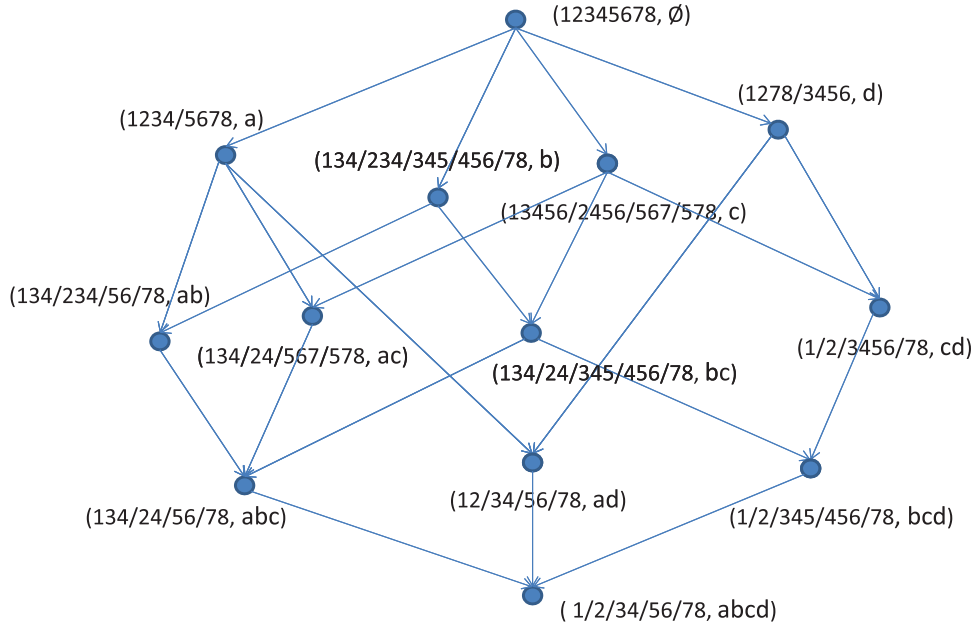 (12345678, Ø)
(1278/3456, d)
(1234/5678, a)
(134/234/345/456/78, b)
(13456/2456/567/578, c)
(134/234/56/78, ab)
(134/24/567/578, ac)
(1/2/3456/78, cd)
(134/24/345/456/78, bc)
(12/34/56/78, ad)
(134/24/56/78, abc)
(1/2/345/456/78, bcd)
( 1/2/34/56/78, abcd)